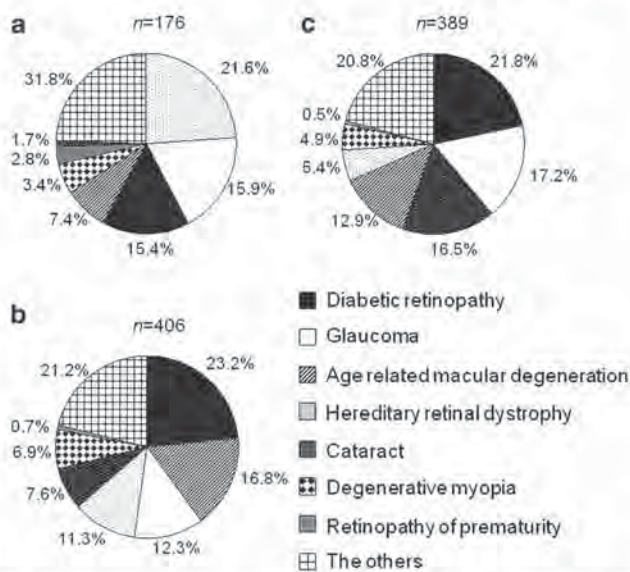 a
n=176
31.8%
21.6%
1.7%
2.8%
3.4%
7.4%
15.9%
15.4%
c
n=389
20.8%
21.8%
0.5%
4.9%
6.4%
12.9%
17.2%
16.5%
b
n=406
21.2%
23.2%
0.7%
6.9%
7.6%
16.8%
11.3%
12.3%
Diabetic retinopathy
Glaucoma
Age related macular degeneration
Hereditary retinal dystrophy
Cataract
Degenerative myopia
Retinopathy of prematurity
The others